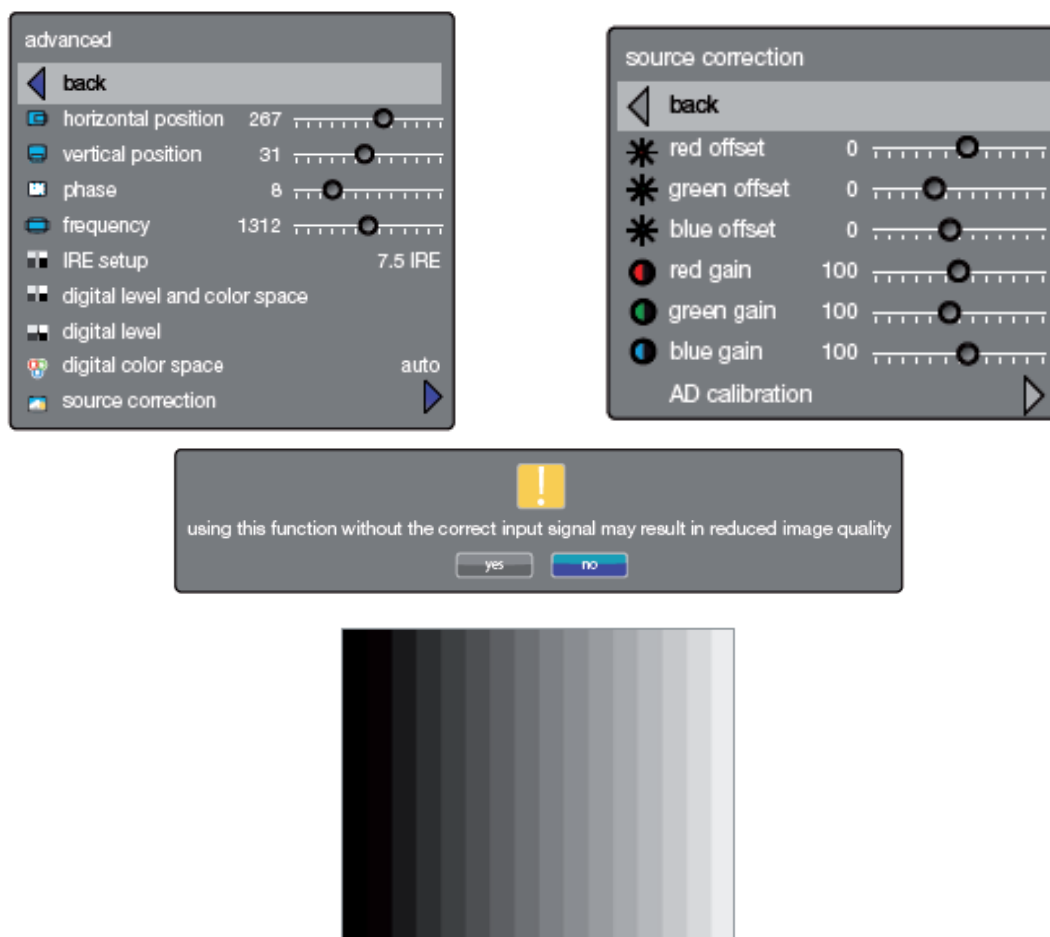 advanced
back
horizontal position 267
vertical position 31
phase 8
frequency 1312
IRE setup 7.5 IRE
digital level and color space
digital level
digital color space auto
source correction
source correction
back
red offset 0
green offset 0
blue offset 0
red gain 100
green gain 100
blue gain 100
AD calibration
!
using this function without the correct input signal may result in reduced image quality
yes no